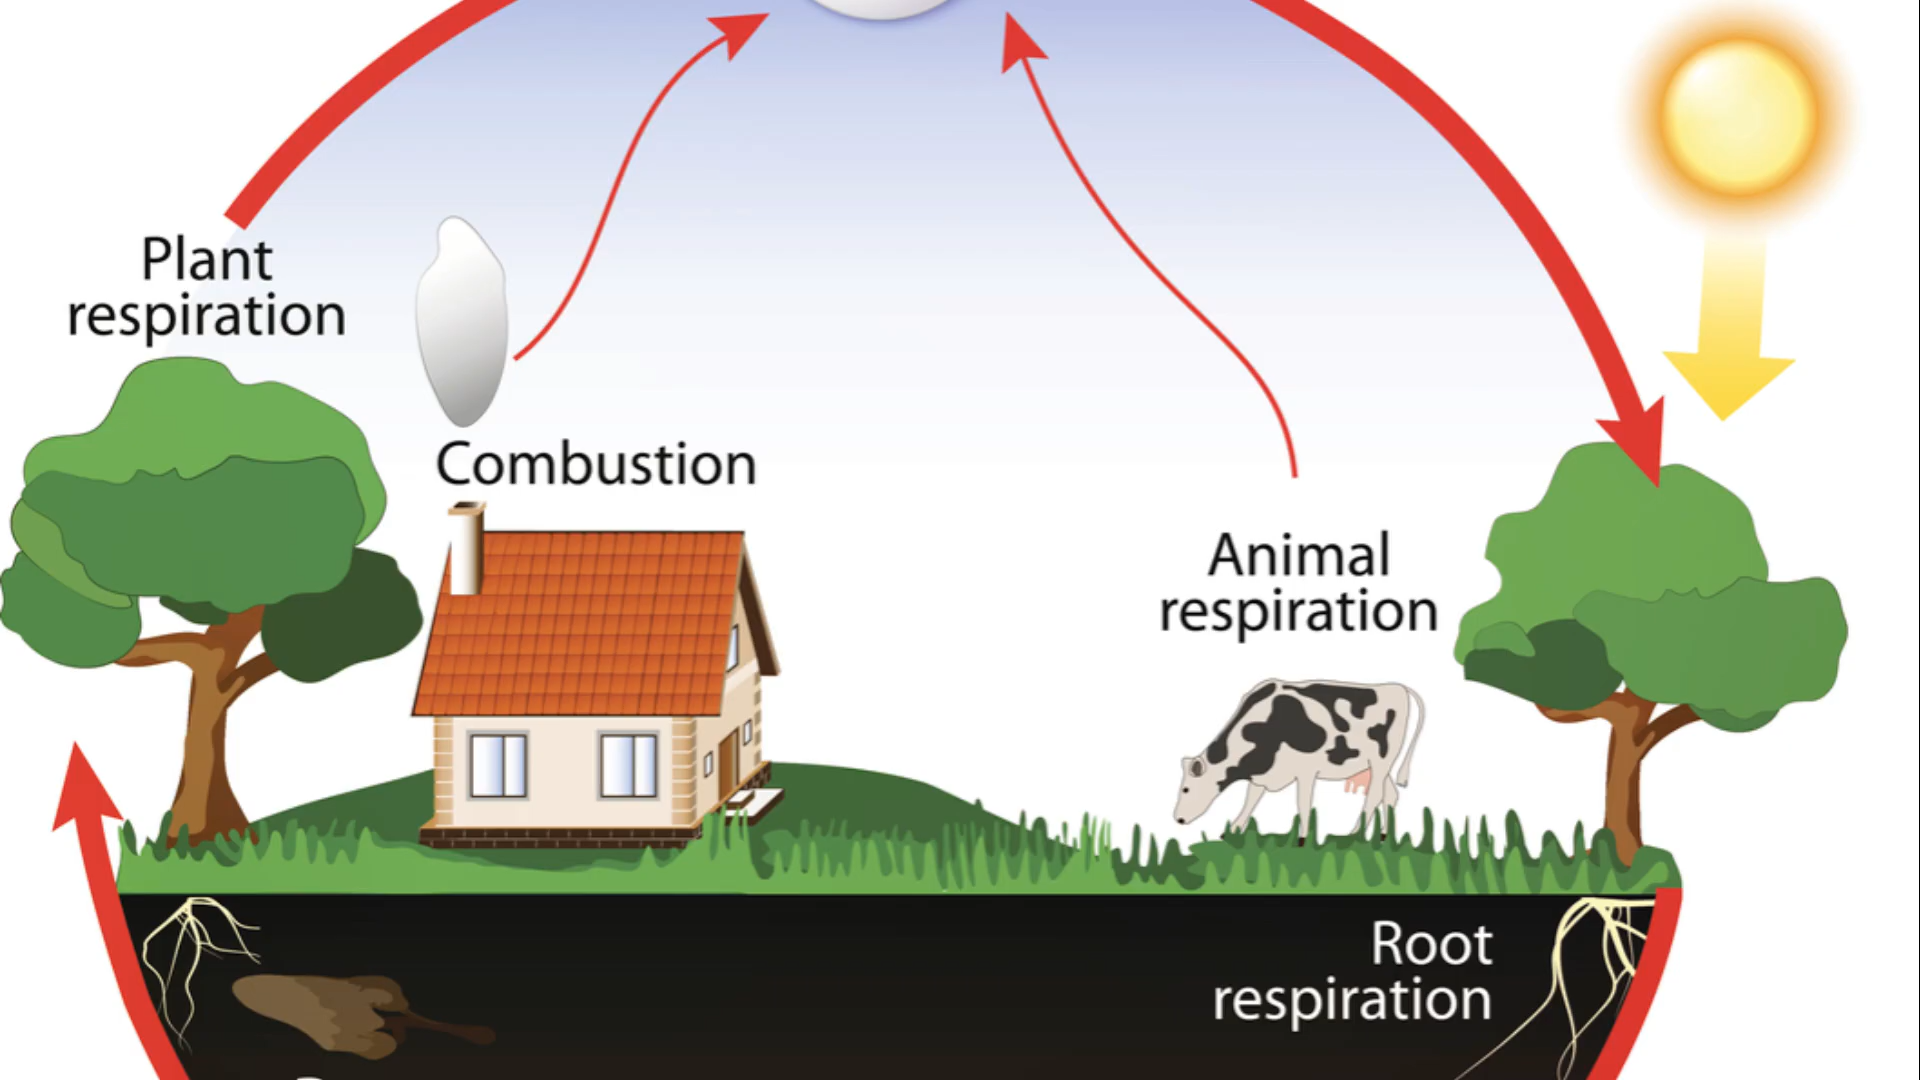 Plant
respiration
Combustion
Animal
respiration
Root
respiration